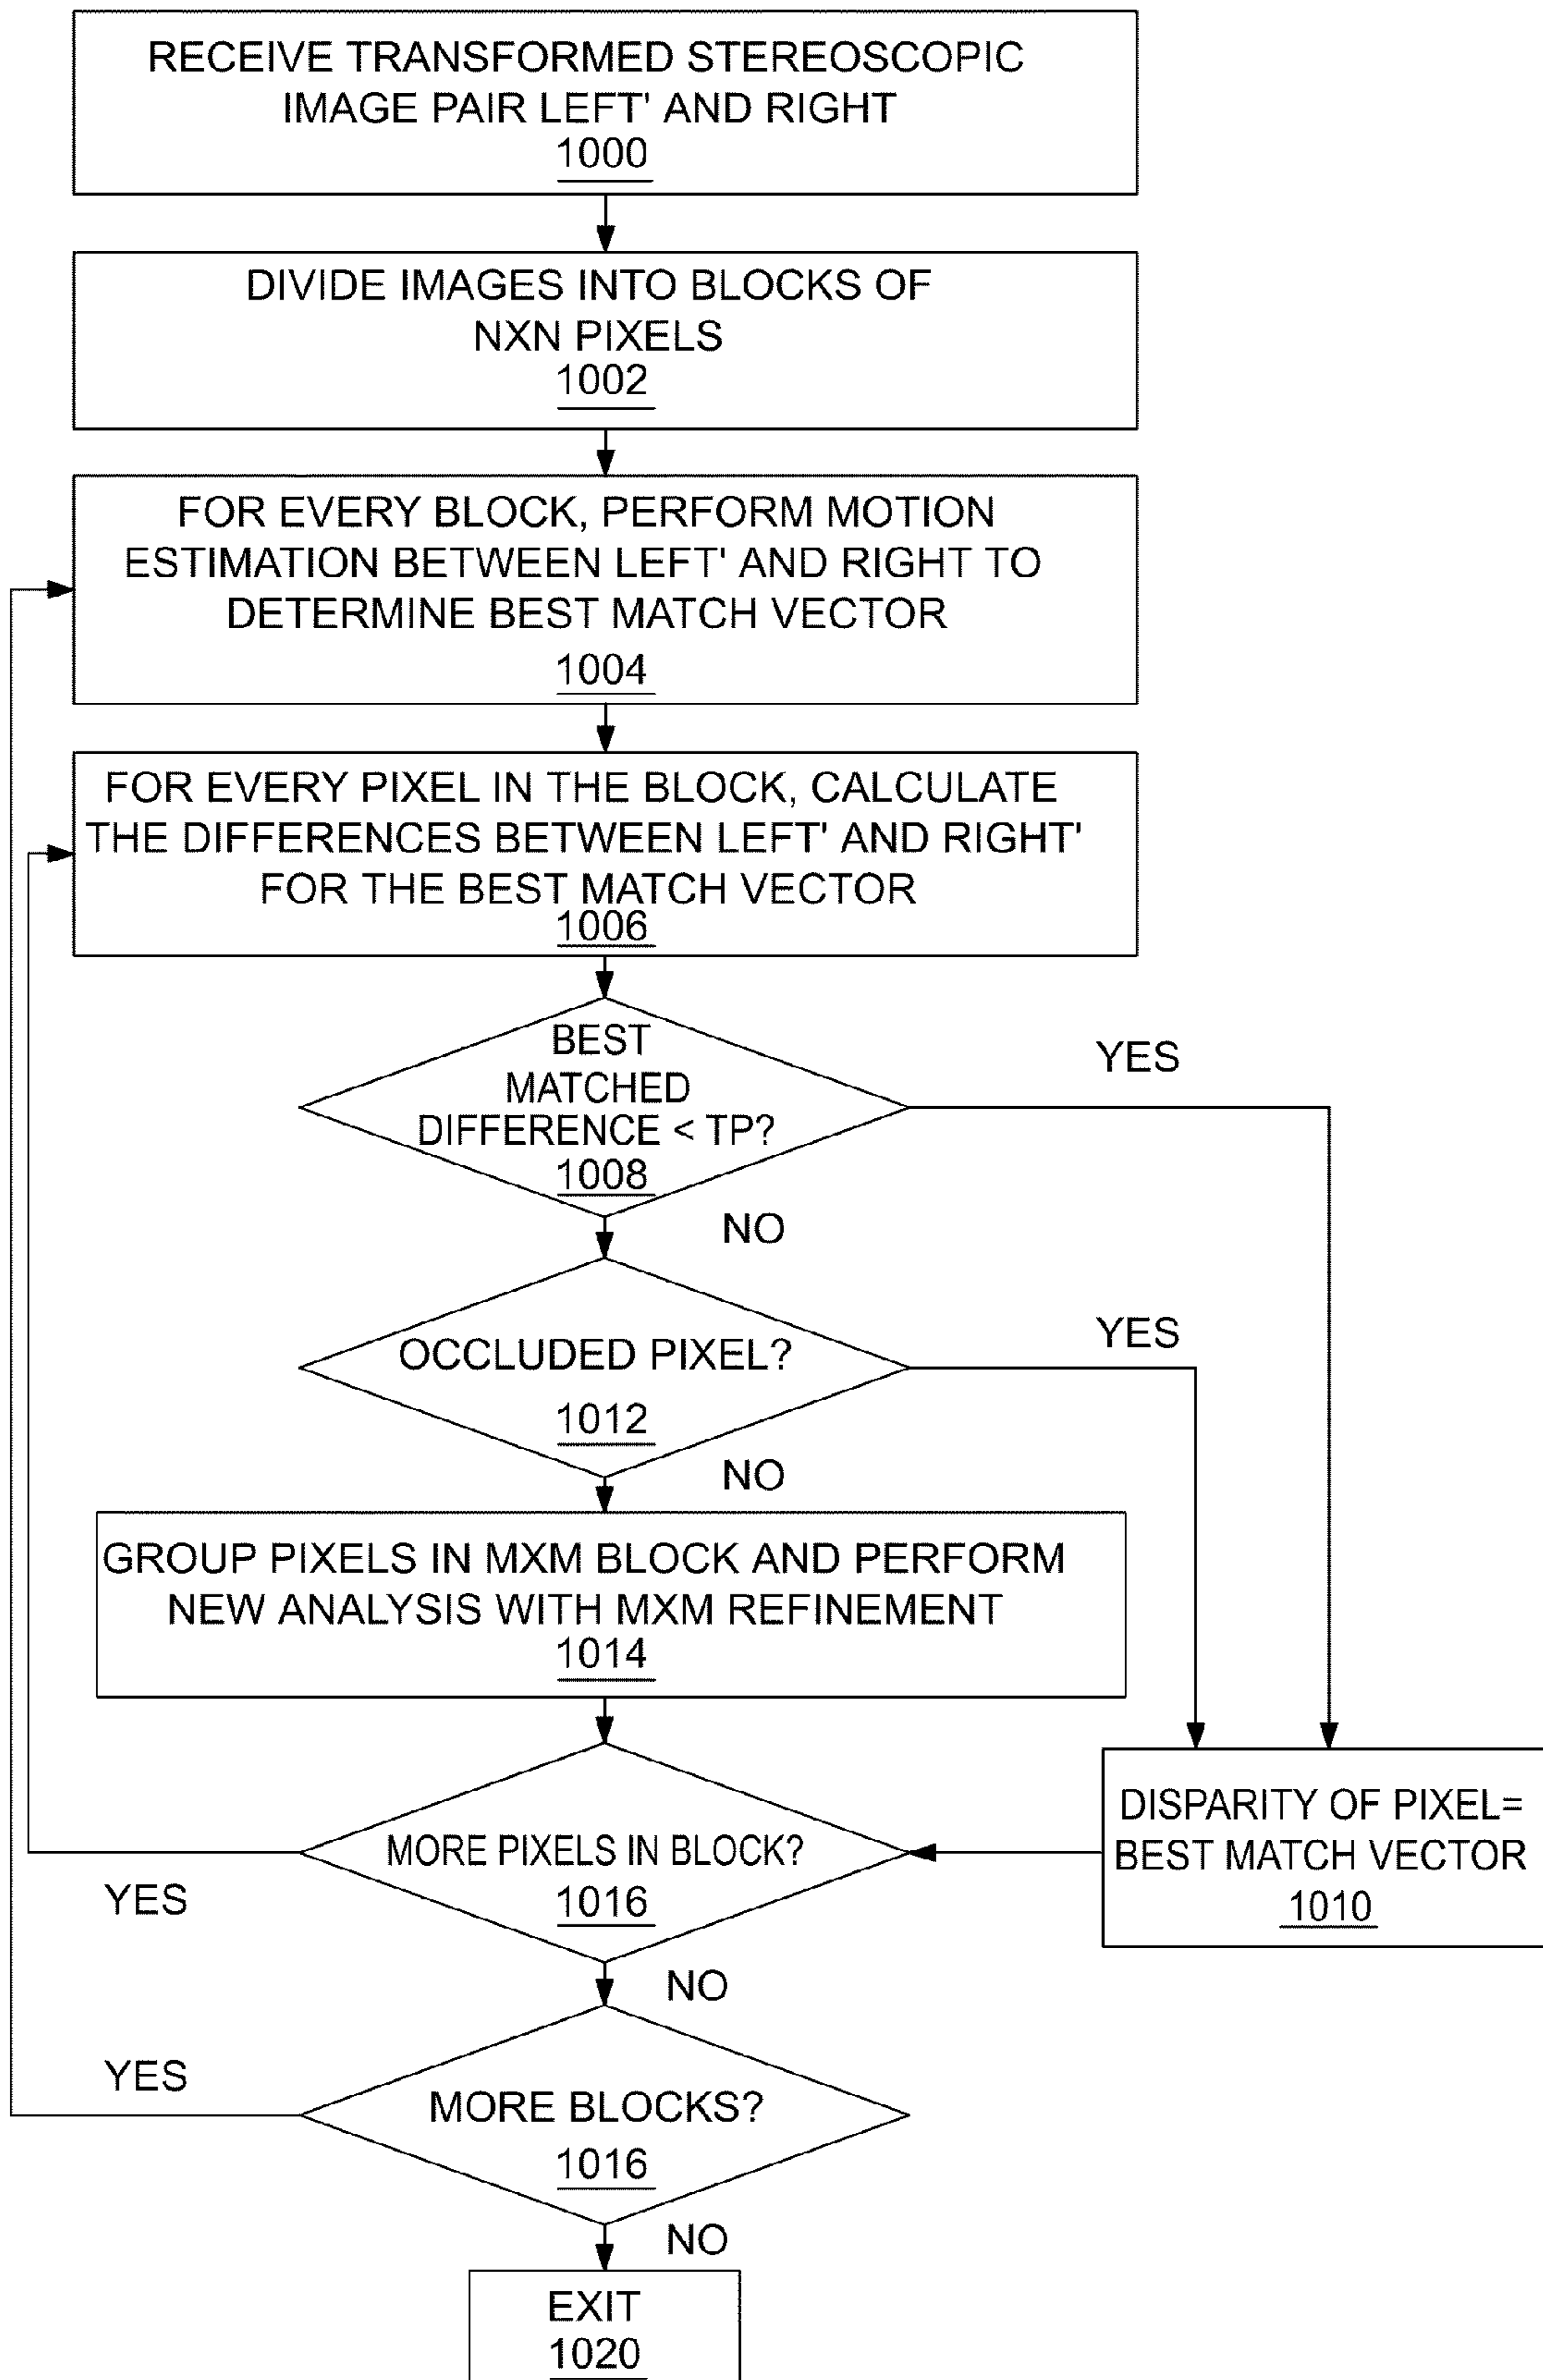 RECEIVE TRANSFORMED STEREOSCOPIC
IMAGE PAIR LEFT' AND RIGHT
1000
DIVIDE IMAGES INTO BLOCKS OF
NXN PIXELS
1002
FOR EVERY BLOCK, PERFORM MOTION
ESTIMATION BETWEEN LEFT' AND RIGHT TO
DETERMINE BEST MATCH VECTOR
1004
FOR EVERY PIXEL IN THE BLOCK, CALCULATE
THE DIFFERENCES BETWEEN LEFT' AND RIGHT'
FOR THE BEST MATCH VECTOR
1006
BEST
MATCHED
DIFFERENCE < TP?
1008
YES
NO
OCCLUDED PIXEL?
1012
YES
NO
GROUP PIXELS IN MXM BLOCK AND PERFORM
NEW ANALYSIS WITH MXM REFINEMENT
1014
DISPARITY OF PIXEL=
BEST MATCH VECTOR
1010
MORE PIXELS IN BLOCK?
1016
YES
NO
MORE BLOCKS?
1016
YES
NO
EXIT
1020